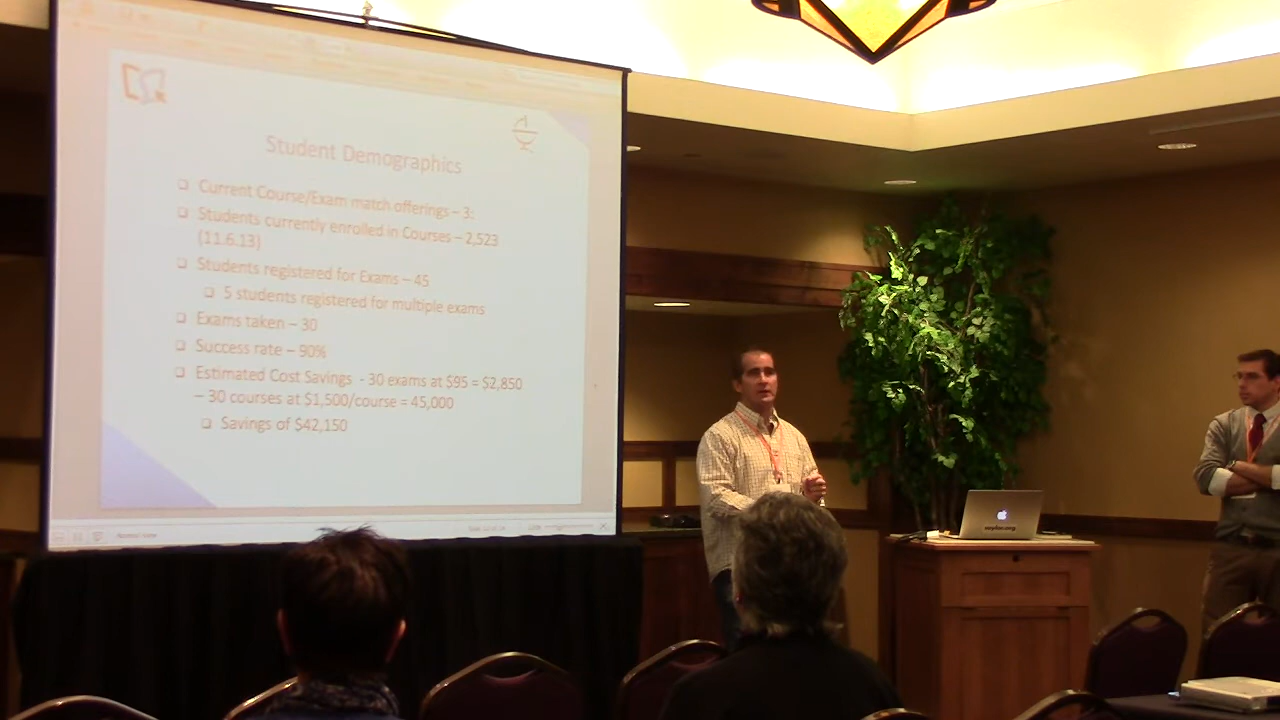 Student Demographics
Current Course/Exam match offerings – 3:
Students currently enrolled in Courses – 2,523
(11.6.13)
Students registered for Exams – 45
5 students registered for multiple exams
Exams taken – 30
Success rate – 90%
Estimated Cost Savings - 30 exams at $95 = $2,850
– 30 courses at $1,500/course = 45,000
Savings of $42,150
saylor.org